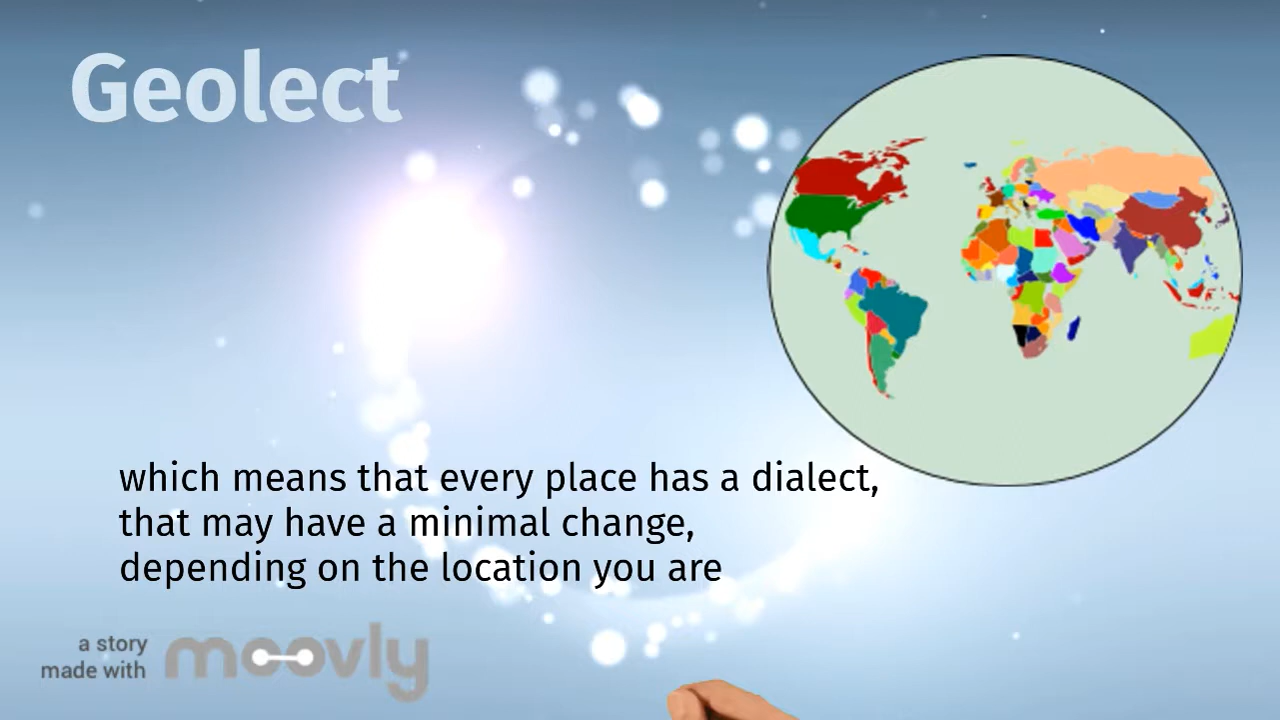 Geolect
which means that every place has a dialect,
that may have a minimal change,
depending on the location you are
a story
made with
moovly